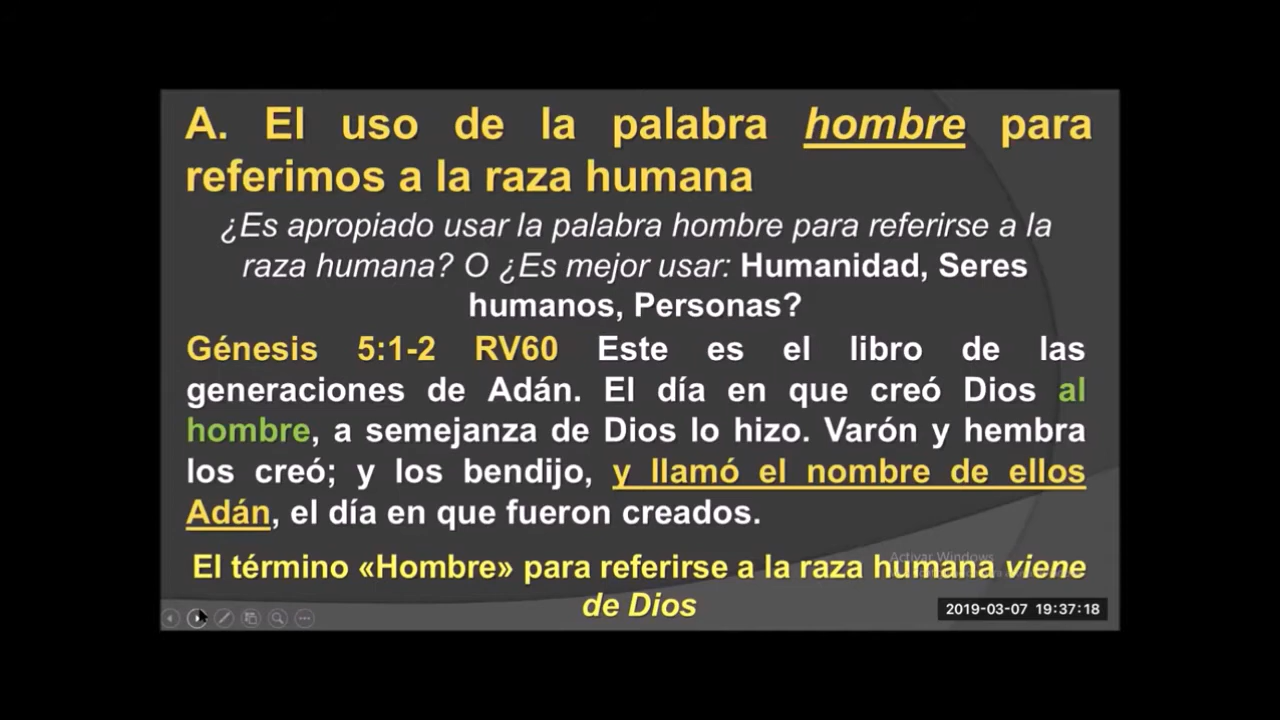 A. El uso de la palabra hombre para
referimos a la raza humana
¿Es apropiado usar la palabra hombre para referirse a la
raza humana? O ¿Es mejor usar: Humanidad, Seres
humanos, Personas?
Génesis 5:1-2 RV60 Este es el libro de las
generaciones de Adán. El día en que creó Dios al
hombre, a semejanza de Dios lo hizo. Varón y hembra
los creó; y los bendijo, y llamó el nombre de ellos
Adán, el día en que fueron creados.
Activar Windows
El término «Hombre» para referirse a la raza humana viene
de Dios
2019-03-07 19:37:18